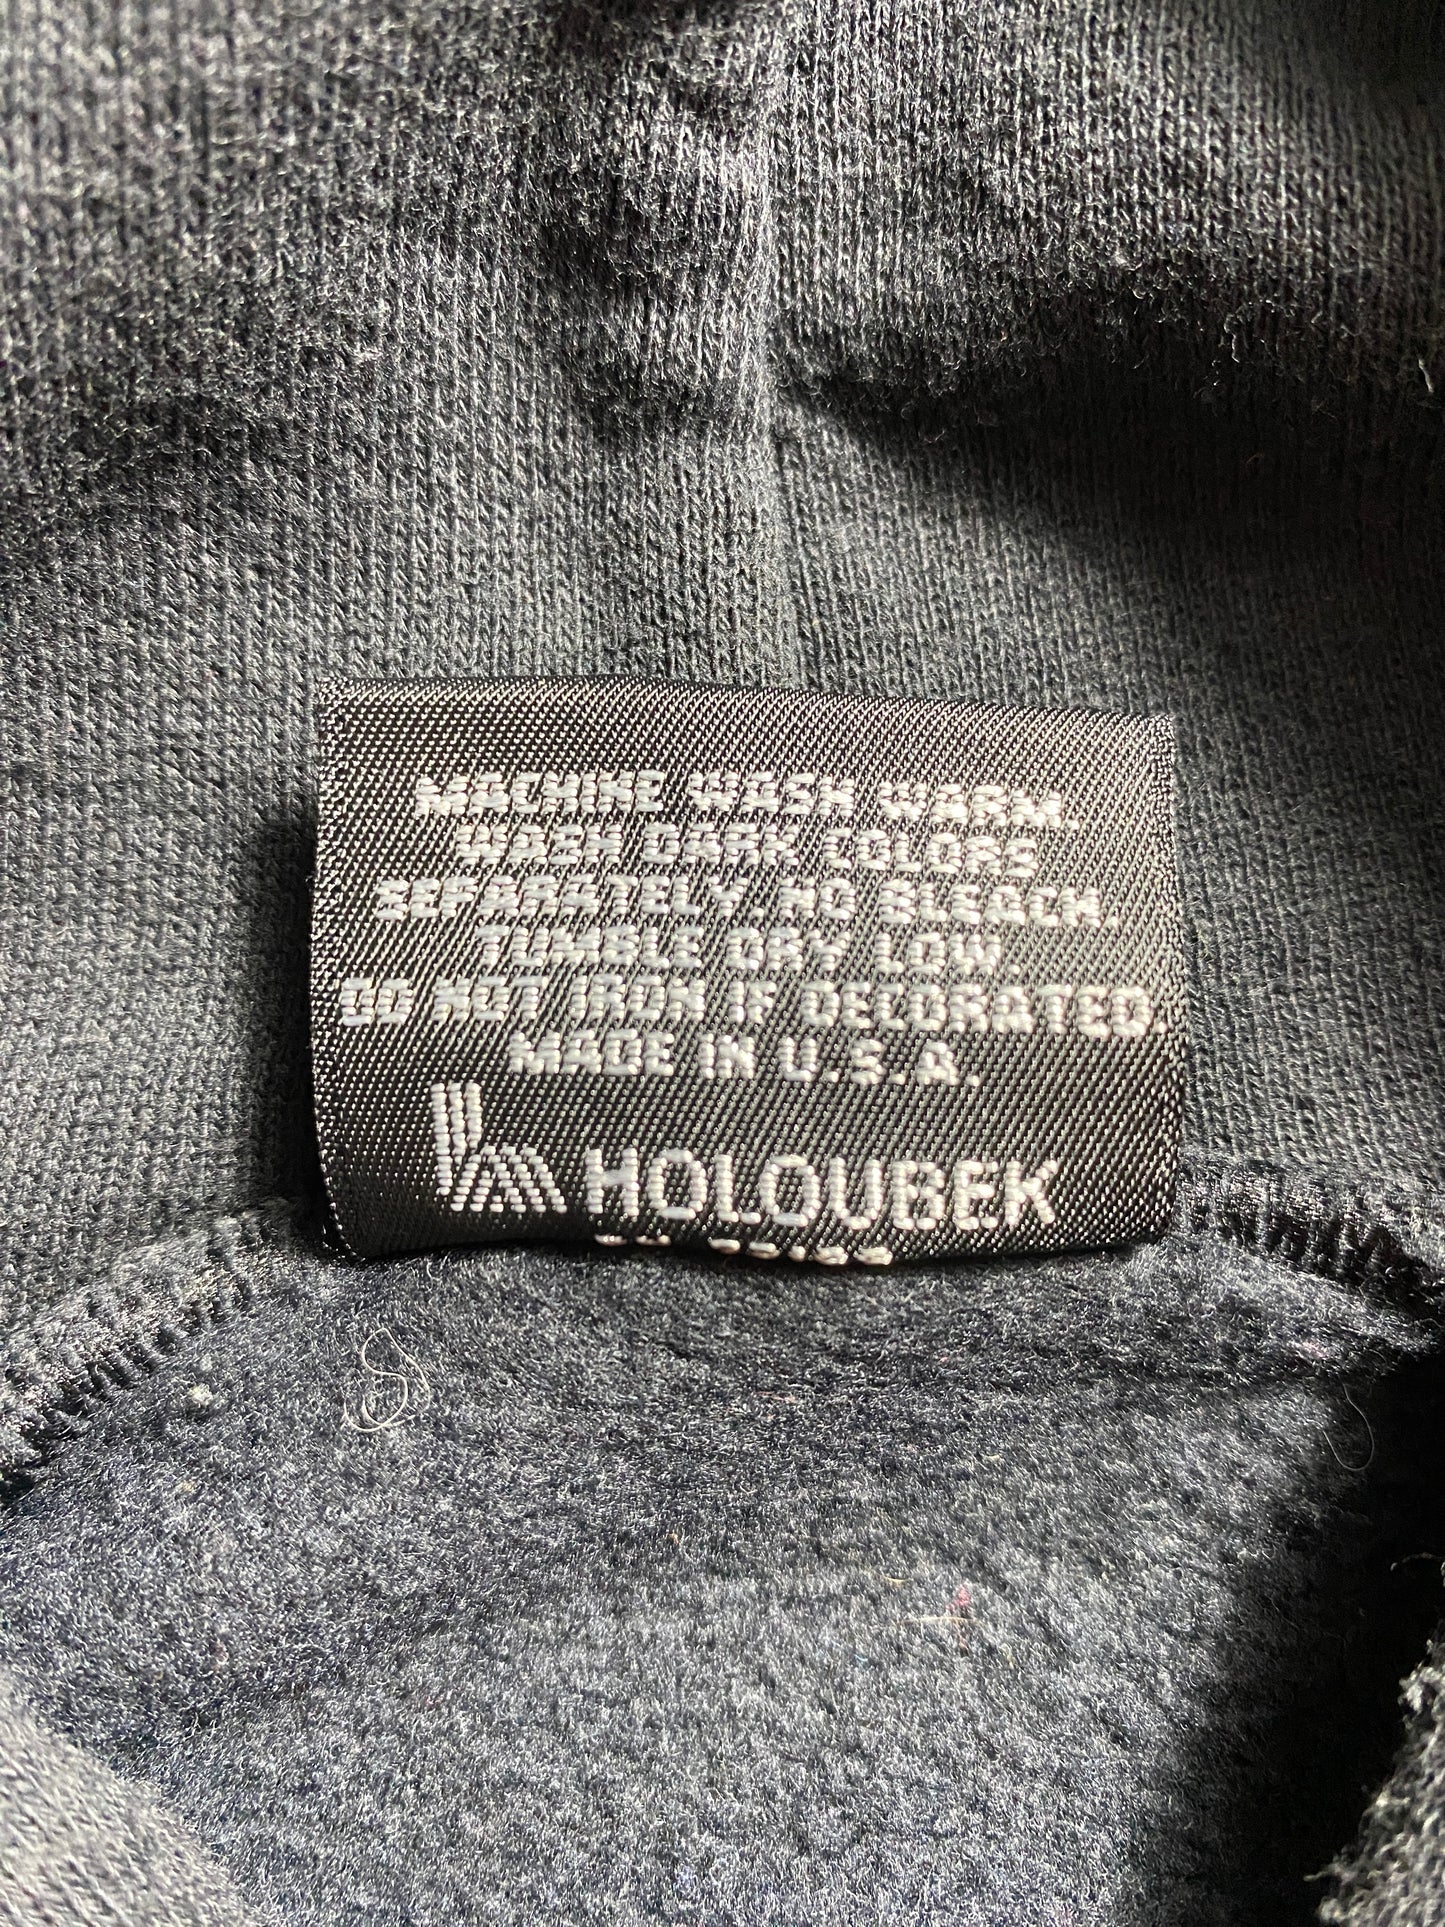 MACHINE WASH WARM.
WASH DARK COLORS
SEPARATELY. NO BLEACH.
TUMBLE DRY LOW.
DO NOT IRON IF DECORATED.
MADE IN U.S.A.
HOLOUBEK